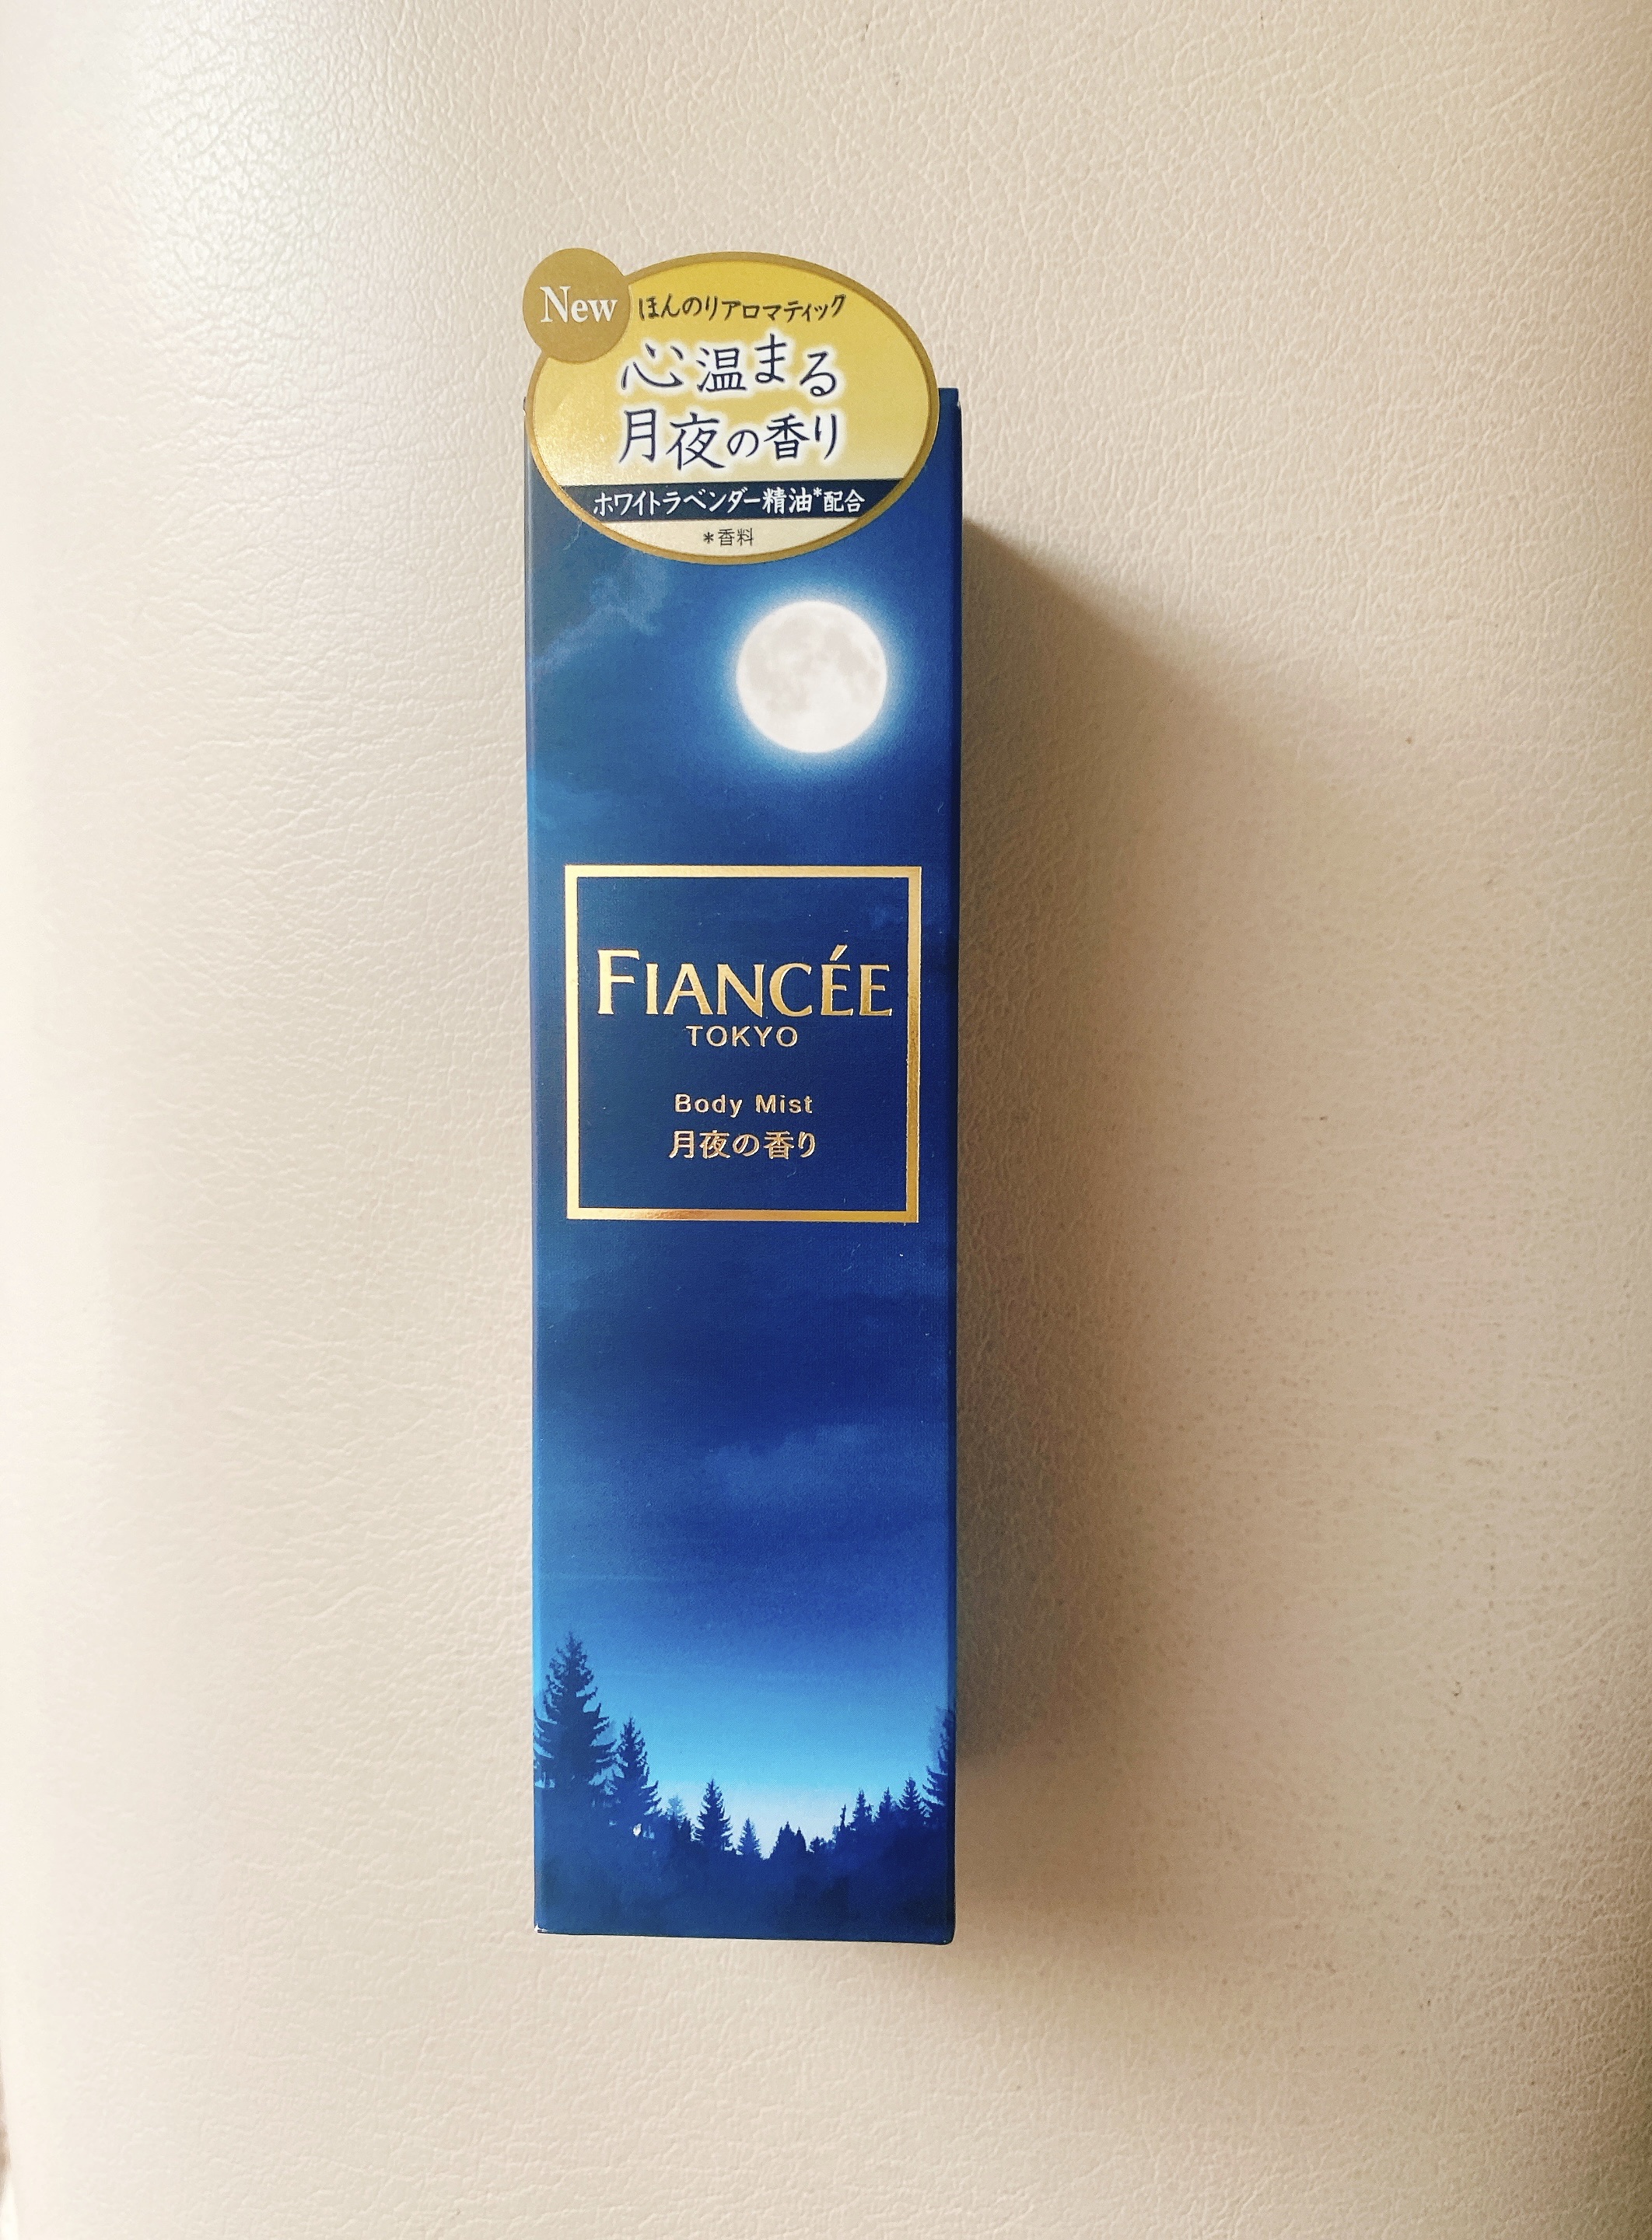 New
ほんのりアロマティック
心温まる
月夜の香り
ホワイトラベンダー精油*配合
*香料
FIANCÉE
TOKYO
Body Mist
月夜の香り